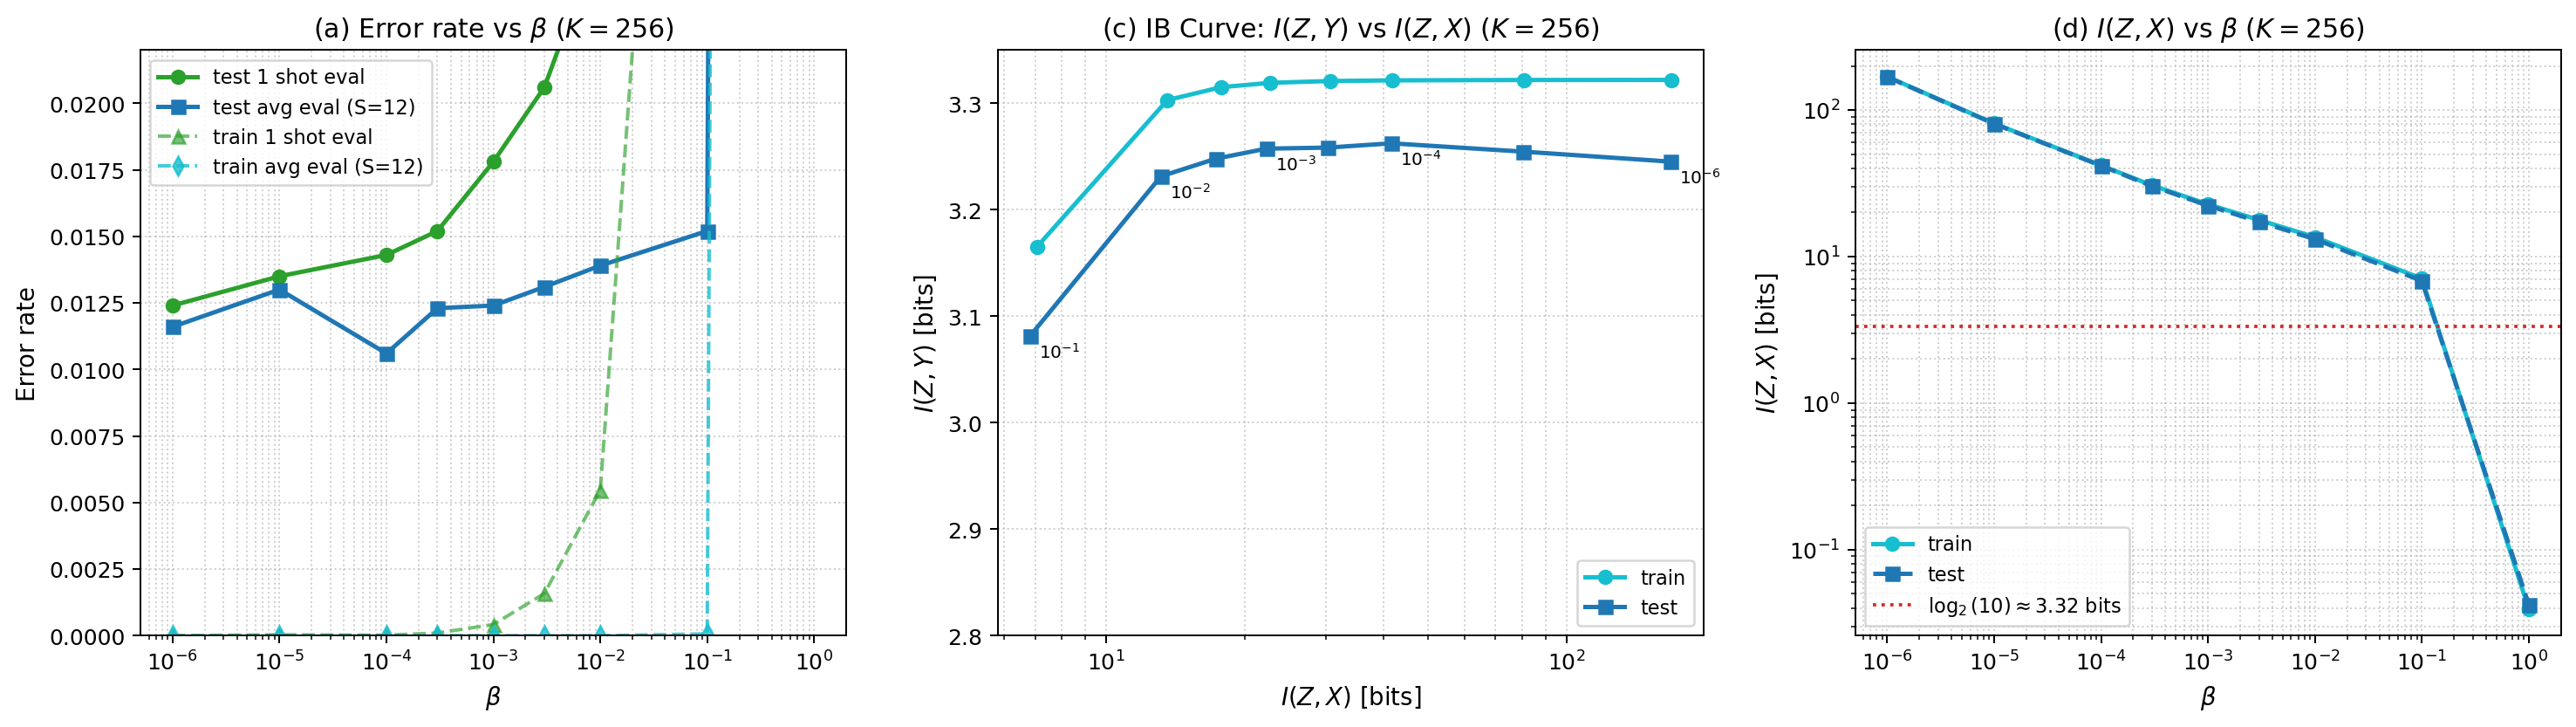 (a) Error rate vs β (K = 256)
test 1 shot eval
test avg eval (S=12)
train 1 shot eval
train avg eval (S=12)
Error rate
0.0200
0.0175
0.0150
0.0125
0.0100
0.0075
0.0050
0.0025
0.0000
10⁻⁶ 10⁻⁵ 10⁻⁴ 10⁻³ 10⁻² 10⁻¹ 10⁰
β
(c) IB Curve: I(Z, Y) vs I(Z, X) (K = 256)
I(Z, Y) [bits]
3.3
3.2
3.1
3.0
2.9
2.8
10⁻¹
10⁻²
10⁻³
10⁻⁴
10⁻⁶
train
test
10¹ 10²
I(Z, X) [bits]
(d) I(Z, X) vs β (K = 256)
I(Z, X) [bits]
10²
10¹
10⁰
10⁻¹
train
test
log₂(10) ≈ 3.32 bits
10⁻⁶ 10⁻⁵ 10⁻⁴ 10⁻³ 10⁻² 10⁻¹ 10⁰
β